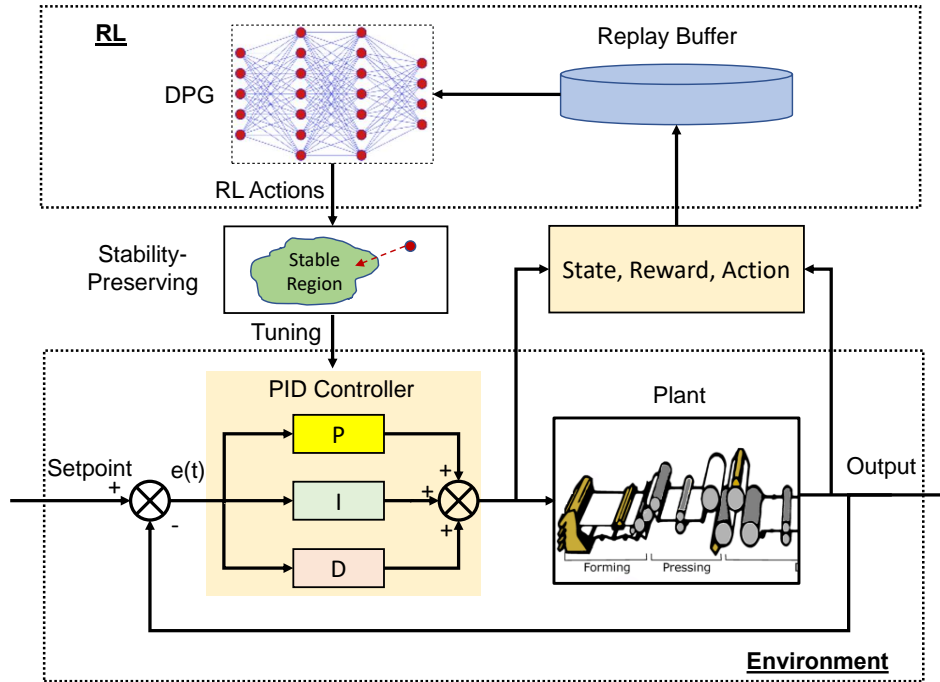 RL
Replay Buffer
DPG
RL Actions
Stability-
Preserving
Stable
Region
State, Reward, Action
Tuning
PID Controller
Plant
P
Setpoint
e(t)
+
-
I
D
+
+
+
Output
Forming
Pressing
Environment